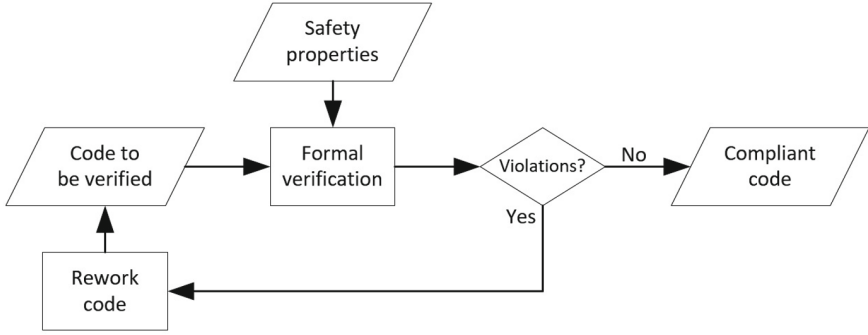 Safety
properties
Code to
be verified
Formal
verification
Violations?
No
Compliant
code
Yes
Rework
code